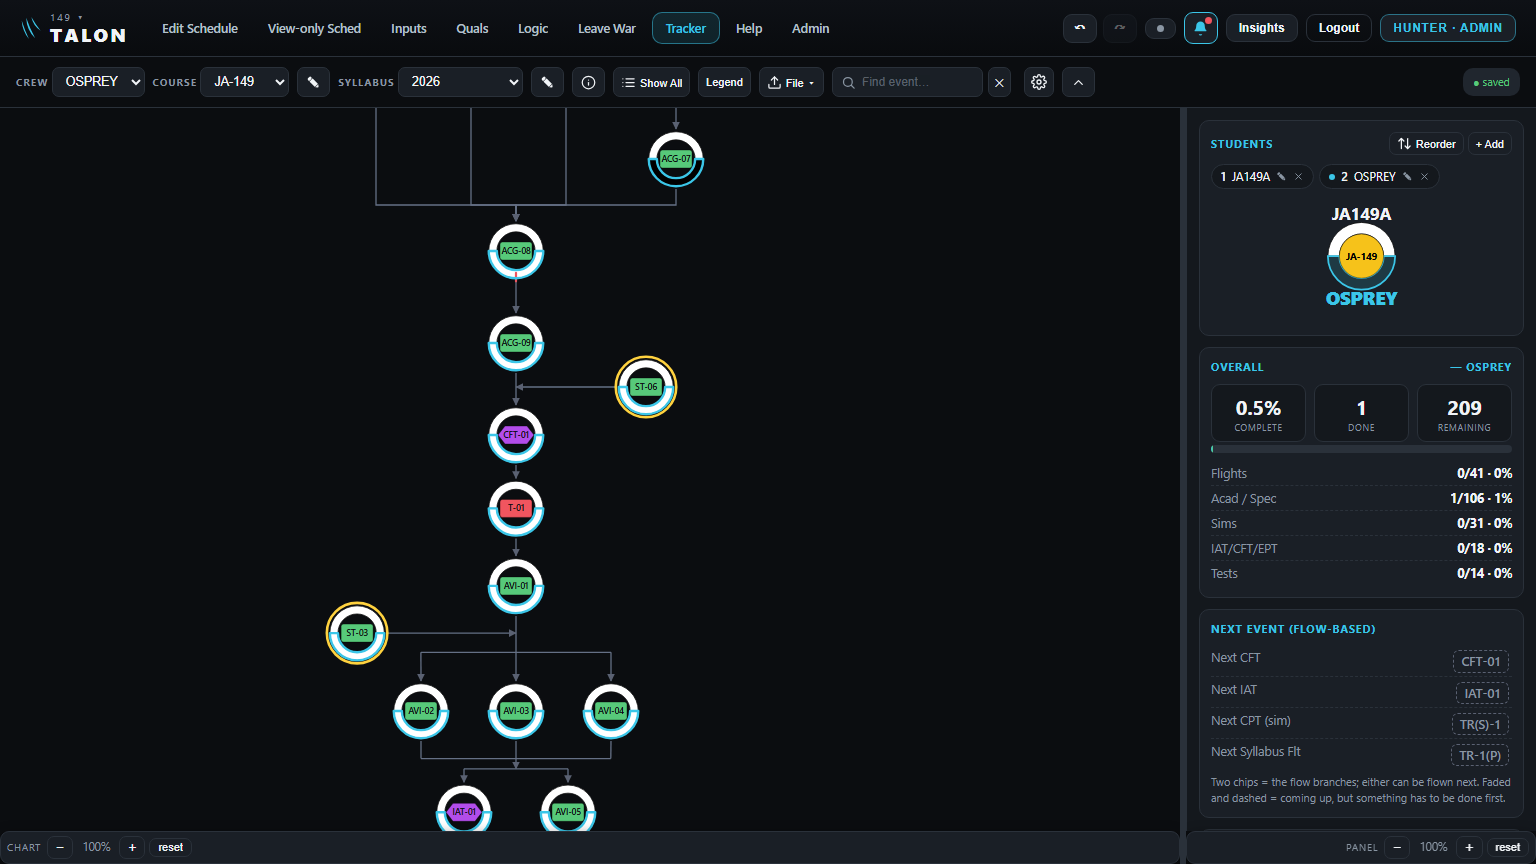 149
TALON
Edit Schedule
View-only Sched
Inputs
Quals
Logic
Leave War
Tracker
Help
Admin
Insights
Logout
HUNTER · ADMIN
CREW
OSPREY
COURSE
JA-149
SYLLABUS
2026
Show All
Legend
File
Find event...
saved
ACG-07
ACG-08
ACG-09
ST-06
CFT-01
T-01
AVI-01
ST-03
AVI-02
AVI-03
AVI-04
IAT-01
AVI-05
CHART
−
100%
+
reset
STUDENTS
Reorder
+ Add
1 JA149A
2 OSPREY
JA149A
JA-149
OSPREY
OVERALL
— OSPREY
0.5%
COMPLETE
1
DONE
209
REMAINING
Flights 0/41 · 0%
Acad / Spec 1/106 · 1%
Sims 0/31 · 0%
IAT/CFT/EPT 0/18 · 0%
Tests 0/14 · 0%
NEXT EVENT (FLOW-BASED)
Next CFT CFT-01
Next IAT IAT-01
Next CPT (sim) TR(S)-1
Next Syllabus Flt TR-1(P)
Two chips = the flow branches; either can be flown next. Faded
and dashed = coming up, but something has to be done first.
PANEL
−
100%
+
reset